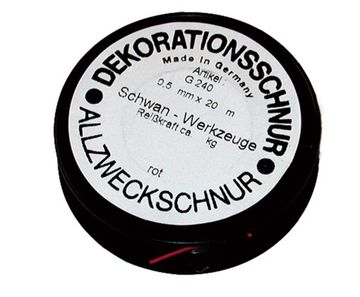 DEKORATIONSSCHNUR
Made in Germany
Artikel:
G 240
0.5 mm x 20 m
Schwan - Werkzeuge
Reißkraft ca kg
rot
ALLZWECKSCHNUR